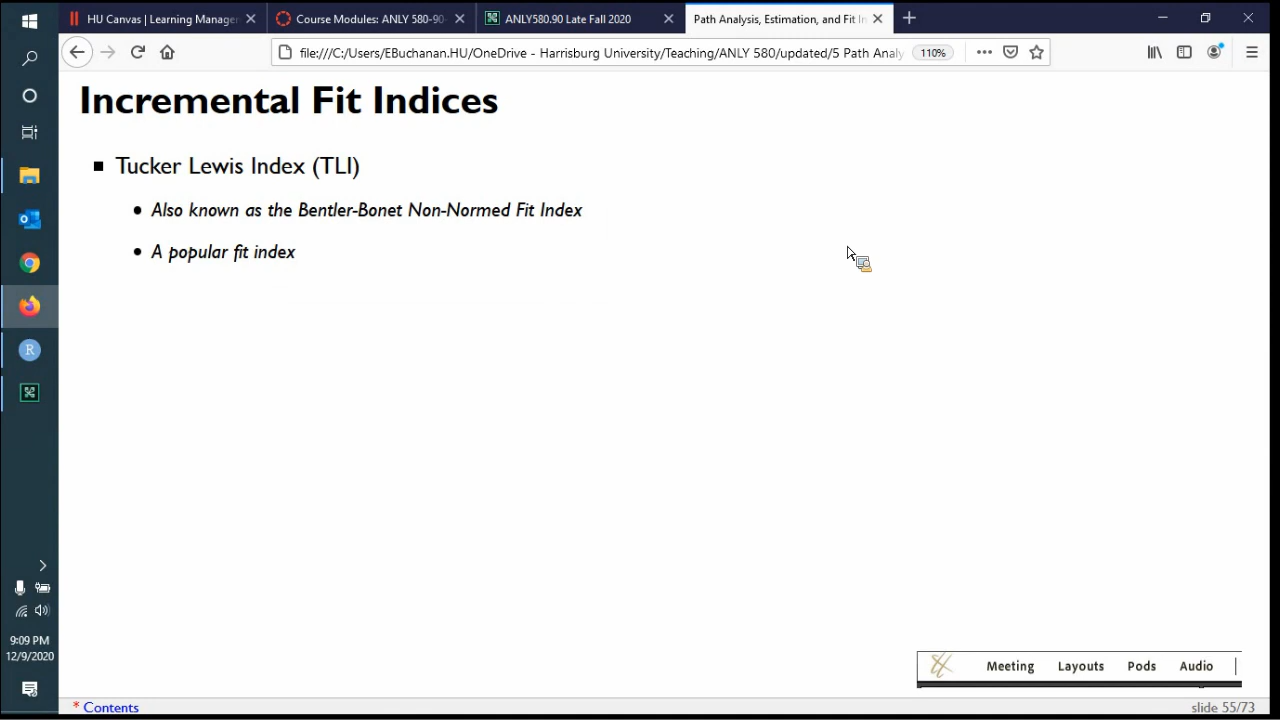 HU Canvas | Learning Manage
Course Modules: ANLY 580-90-
ANLY580.90 Late Fall 2020
Path Analysis, Estimation, and Fit In
file:///C:/Users/EBuchanan.HU/OneDrive - Harrisburg University/Teaching/ANLY 580/updated/5 Path Analy
110%
Incremental Fit Indices
Tucker Lewis Index (TLI)
Also known as the Bentler-Bonet Non-Normed Fit Index
A popular fit index
R
9:09 PM
12/9/2020
Meeting Layouts Pods Audio
* Contents
slide 55/73